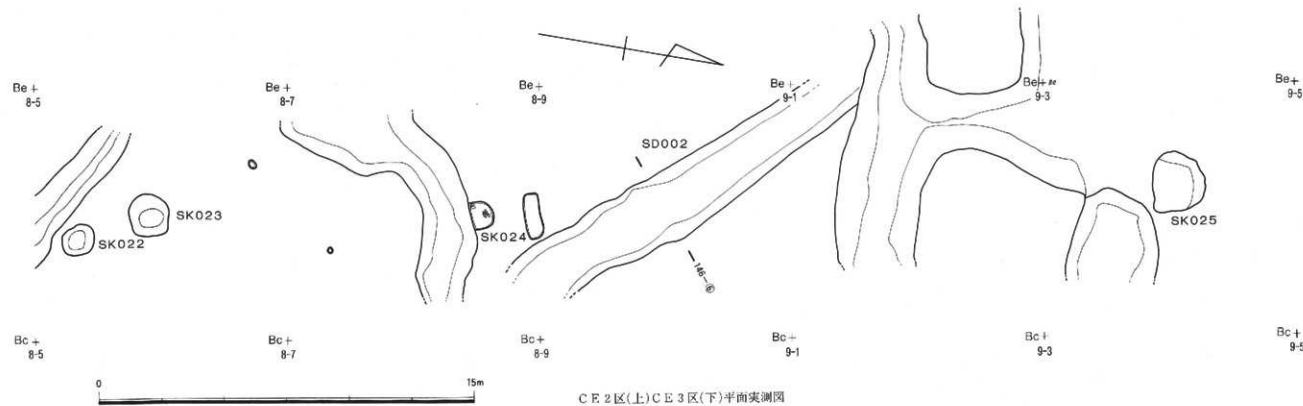 Be+
8-5
Be+
8-7
Be+
8-9
Be+
9-1
Be+
9-3
Be+
9-5
SD002
SK023
SK022
SK024
SK025
Bc+
8-5
Bc+
8-7
Bc+
8-9
Bc+
9-1
Bc+
9-3
Bc+
9-5
0
15m
CE2区(上)CE3区(下)平面実測図